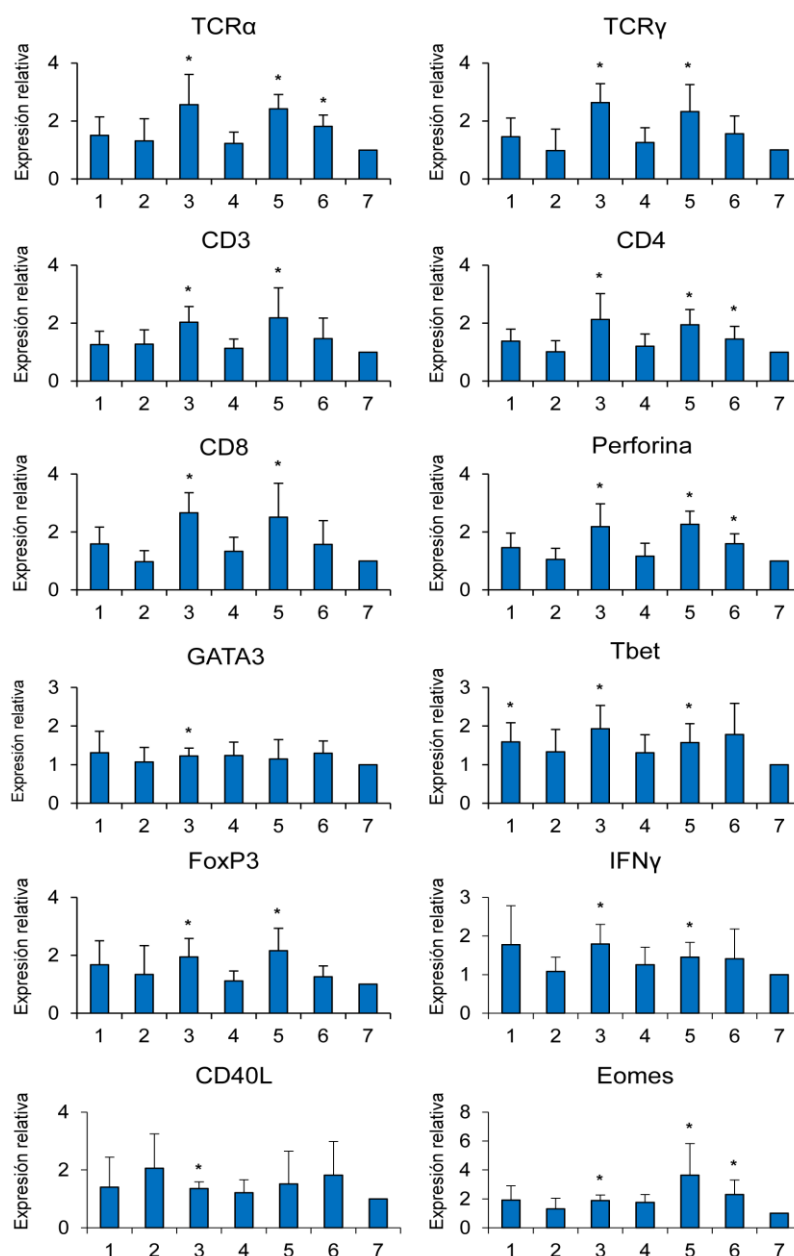 TCRα
Expresión relativa
4
*
*
*
2
0
1 2 3 4 5 6 7
TCRγ
Expresión relativa
4
*
*
2
0
1 2 3 4 5 6 7
CD3
Expresión relativa
4
*
*
2
0
1 2 3 4 5 6 7
CD4
Expresión relativa
4
*
*
*
2
0
1 2 3 4 5 6 7
CD8
Expresión relativa
4
*
*
2
0
1 2 3 4 5 6 7
Perforina
Expresión relativa
4
*
*
*
2
0
1 2 3 4 5 6 7
GATA3
Expresión relativa
3
2
*
1
0
1 2 3 4 5 6 7
Tbet
Expresión relativa
3
*
*
*
2
1
0
1 2 3 4 5 6 7
FoxP3
Expresión relativa
4
*
*
2
0
1 2 3 4 5 6 7
IFNγ
Expresión relativa
3
*
*
2
1
0
1 2 3 4 5 6 7
CD40L
Expresión relativa
4
2
*
0
1 2 3 4 5 6 7
Eomes
Expresión relativa
8
*
6
4
*
*
2
0
1 2 3 4 5 6 7